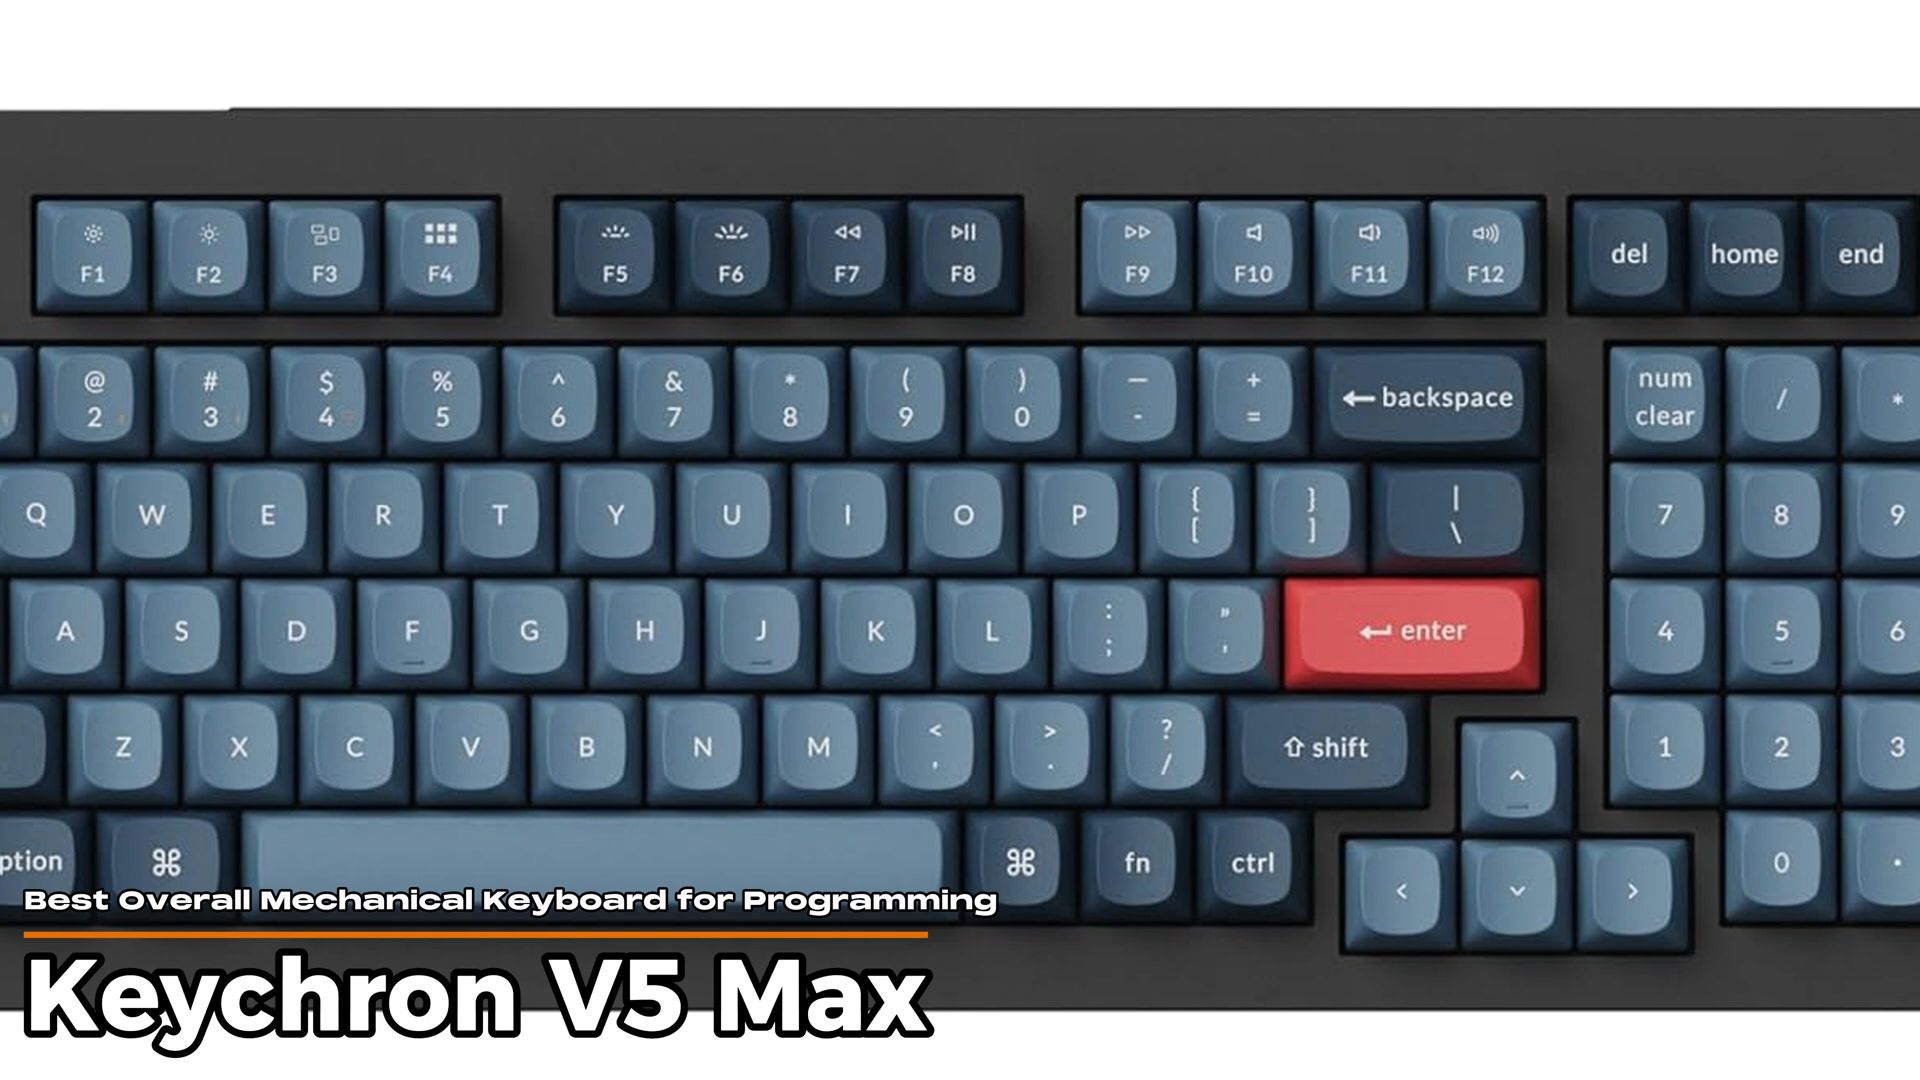 F1 F2 F3 F4 F5 F6 F7 F8 F9 F10 F11 F12 del home end
@ # $ % ^ & * ( ) — +
2 3 4 5 6 7 8 9 0 - = ← backspace num clear / *
Q W E R T Y U I O P { [ } ] | \ 7 8 9
A S D F G H J K L : ; " ' enter 4 5 6
Z X C V B N M < , > . ? / ⇧ shift ^ 1 2 3
ption ⌘ ⌘ fn ctrl < ⌄ > 0 .
Best Overall Mechanical Keyboard for Programming
Keychron V5 Max